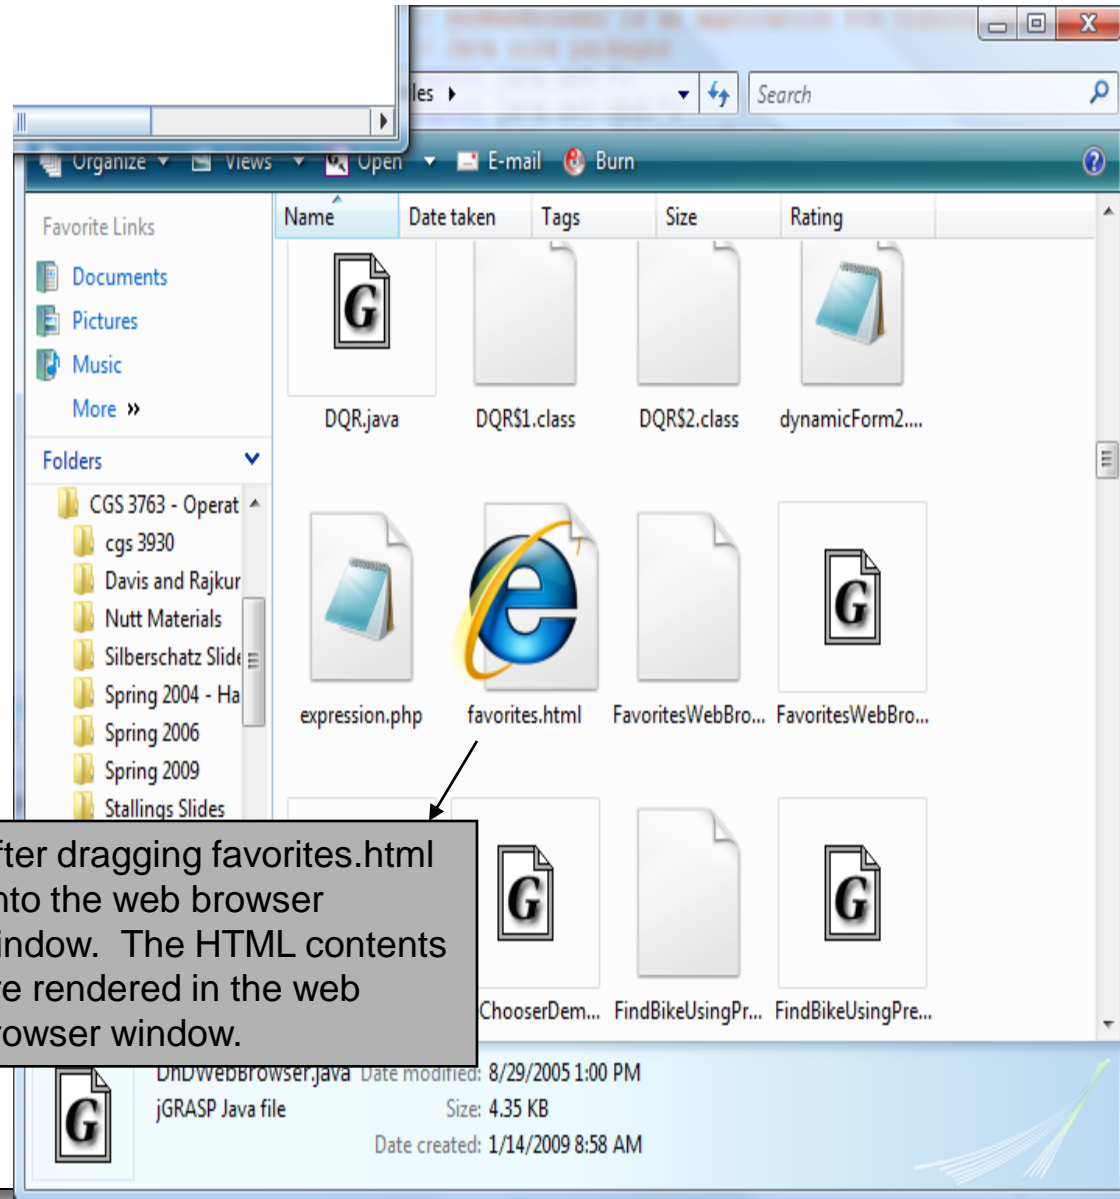 les
Search
Organize Views Open E-mail Burn
Favorite Links
Documents
Pictures
Music
More »
Folders
CGS 3763 - Operat
cgs 3930
Davis and Rajkur
Nutt Materials
Silberschatz Slide
Spring 2004 - Ha
Spring 2006
Spring 2009
Stallings Slides
Name Date taken Tags Size Rating
G
DQR.java DQR$1.class DQR$2.class dynamicForm2....
e G
expression.php favorites.html FavoritesWebBro... FavoritesWebBro...
G G
ChooserDem... FindBikeUsingPr... FindBikeUsingPre...
fter dragging favorites.html
nto the web browser
indow. The HTML contents
re rendered in the web
rowser window.
G
DnDWebBrowser.java Date modified: 8/29/2005 1:00 PM
jGRASP Java file Size: 4.35 KB
Date created: 1/14/2009 8:58 AM